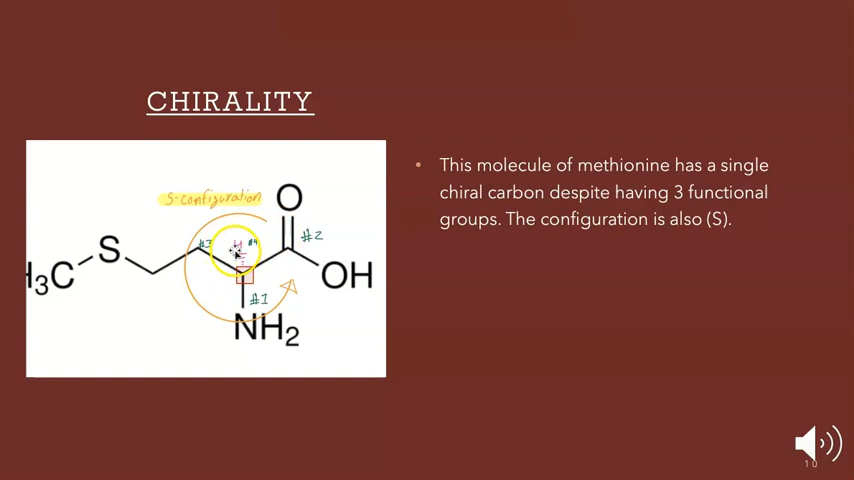 CHIRALITY
S-configuration
O
#2
#3
H
#4
S
H3C
OH
#1
NH2
• This molecule of methionine has a single
chiral carbon despite having 3 functional
groups. The configuration is also (S).
10